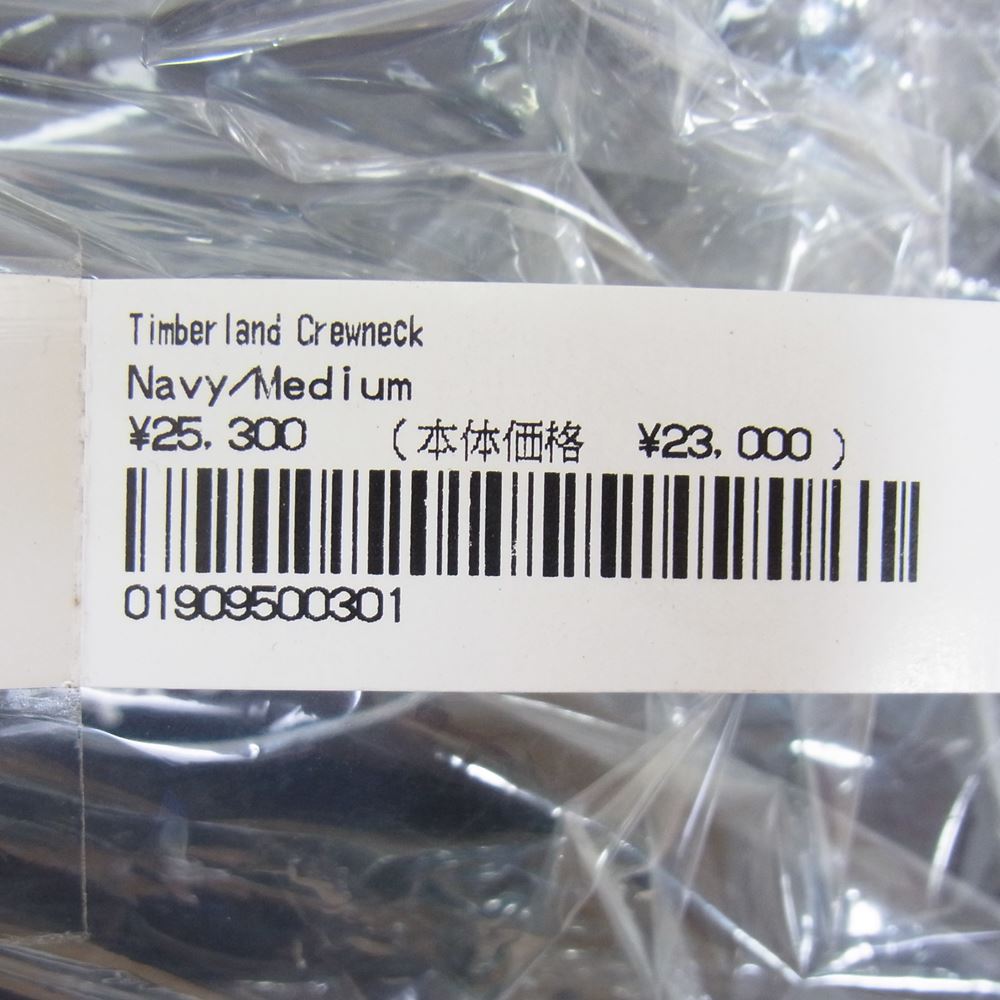 Timberland Crewneck
Navy/Medium
¥25,300 (本体価格 ¥23,000)
01909500301